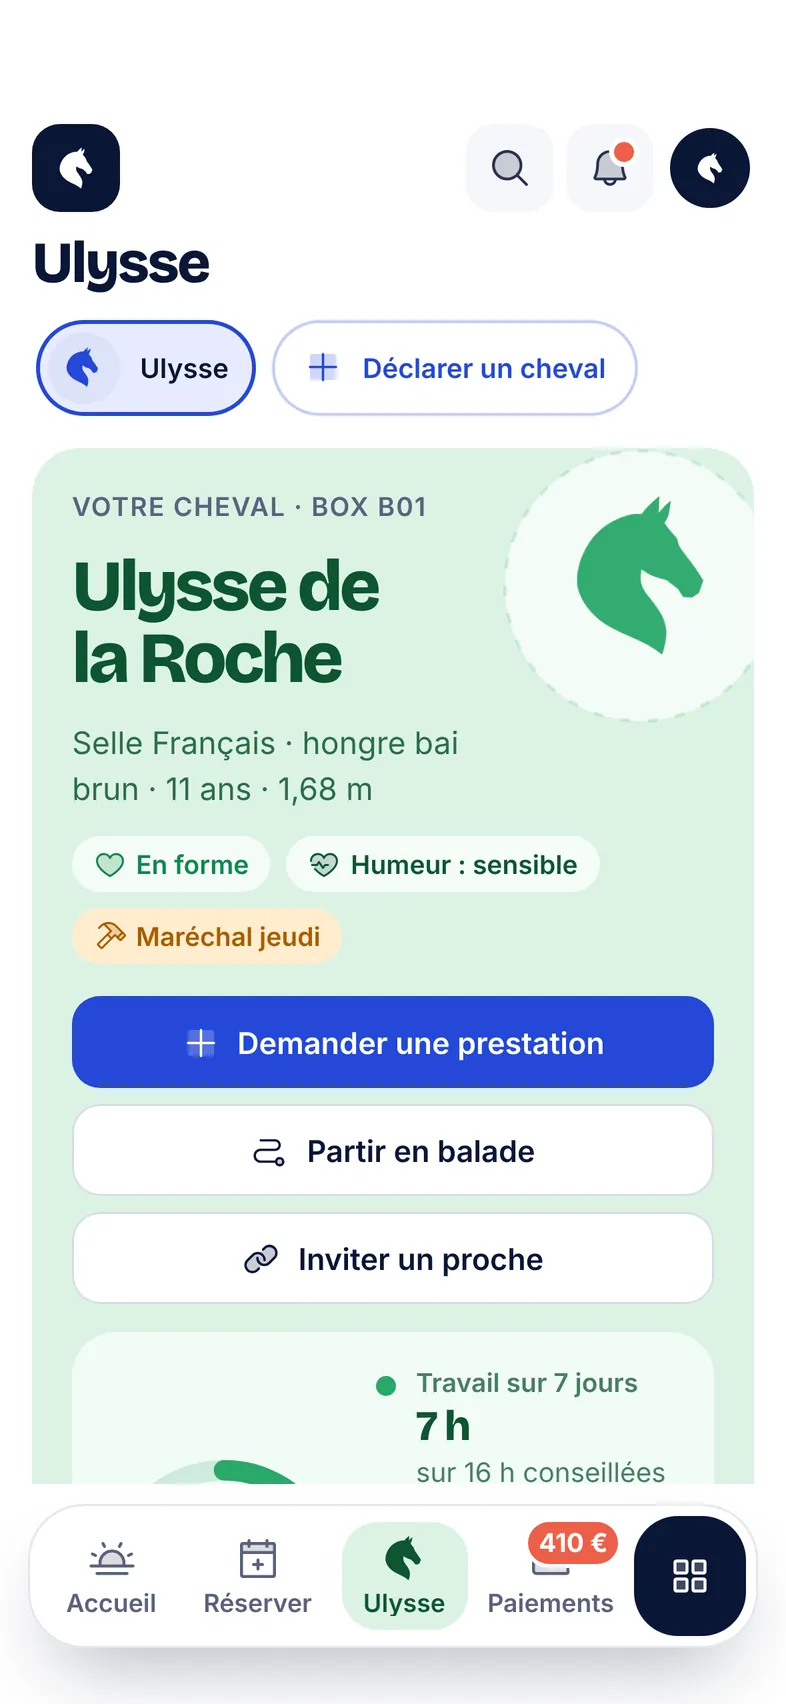 Ulysse
Ulysse
Déclarer un cheval
VOTRE CHEVAL · BOX B01
Ulysse de
la Roche
Selle Français · hongre bai
brun · 11 ans · 1,68 m
En forme
Humeur : sensible
Maréchal jeudi
Demander une prestation
Partir en balade
Inviter un proche
Travail sur 7 jours
7 h
sur 16 h conseillées
410 €
Accueil
Réserver
Ulysse
Paiements